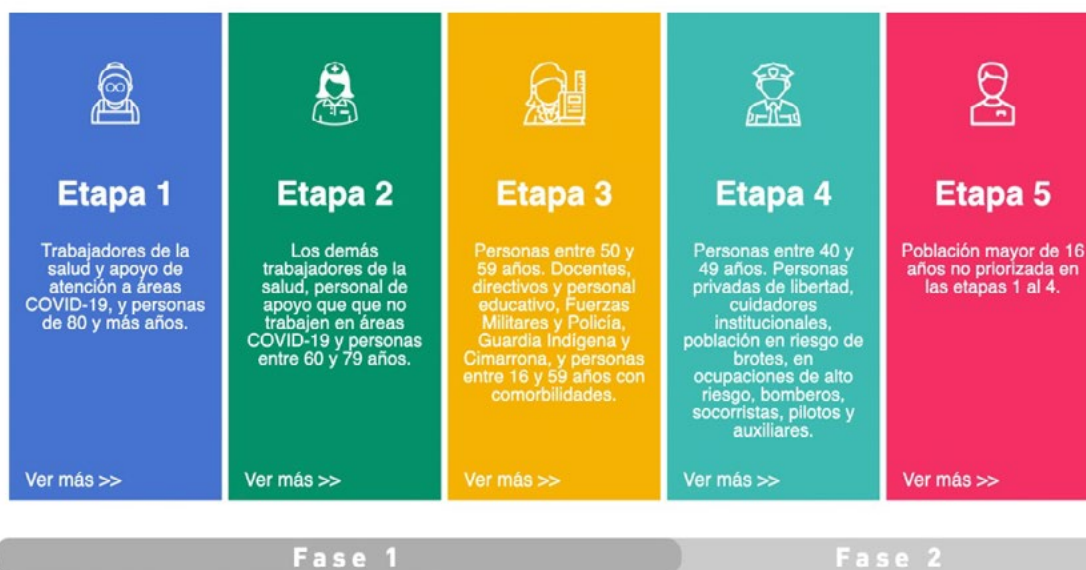 Etapa 1
Trabajadores de la
salud y apoyo de
atención a áreas
COVID-19, y personas
de 80 y más años.
Ver más >>
Etapa 2
Los demás
trabajadores de la
salud, personal de
apoyo que que no
trabajen en áreas
COVID-19 y personas
entre 60 y 79 años.
Ver más >>
Etapa 3
Personas entre 50 y
59 años. Docentes,
directivos y personal
educativo, Fuerzas
Militares y Policía,
Guardia Indígena y
Cimarrona, y personas
entre 16 y 59 años con
comorbilidades.
Ver más >>
Etapa 4
Personas entre 40 y
49 años. Personas
privadas de libertad,
cuidadores
institucionales,
población en riesgo de
brotes, en
ocupaciones de alto
riesgo, bomberos,
socorristas, pilotos y
auxiliares.
Ver más >>
Etapa 5
Población mayor de 16
años no priorizada en
las etapas 1 al 4.
Ver más >>
Fase 1
Fase 2